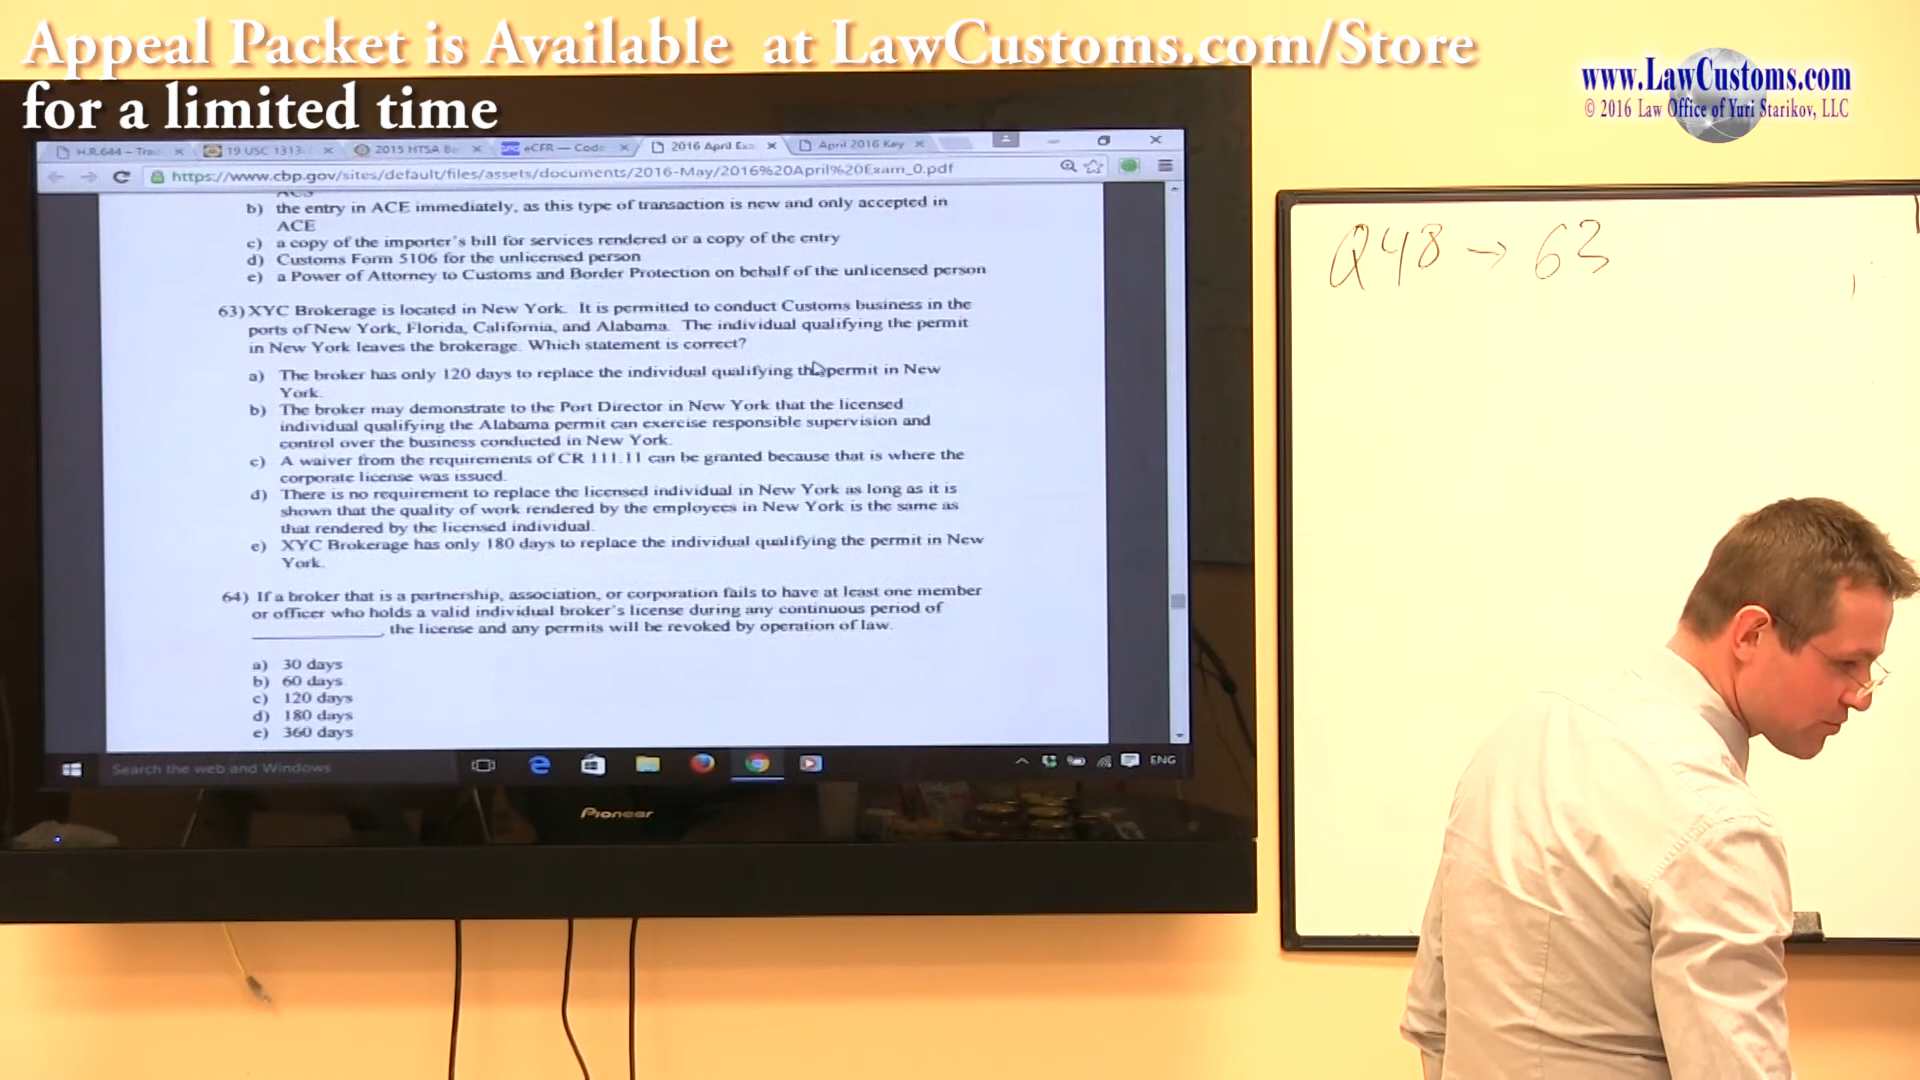 Appeal Packet is Available at LawCustoms.com/Store
for a limited time
www.LawCustoms.com
© 2016 Law Office of Yuri Starikov, LLC
19 USC 1313
2015 HTSA B
eCFR — Code
2016 April Exa
April 2016 Key
https://www.cbp.gov/sites/default/files/assets/documents/2016-May/2016%20April%20Exam_0.pdf
b) the entry in ACE immediately, as this type of transaction is new and only accepted in
ACE
c) a copy of the importer's bill for services rendered or a copy of the entry
d) Customs Form 5106 for the unlicensed person
e) a Power of Attorney to Customs and Border Protection on behalf of the unlicensed person
63) XYC Brokerage is located in New York. It is permitted to conduct Customs business in the
ports of New York, Florida, California, and Alabama. The individual qualifying the permit
in New York leaves the brokerage. Which statement is correct?
a) The broker has only 120 days to replace the individual qualifying the permit in New
York.
b) The broker may demonstrate to the Port Director in New York that the licensed
individual qualifying the Alabama permit can exercise responsible supervision and
control over the business conducted in New York.
c) A waiver from the requirements of CR 111.11 can be granted because that is where the
corporate license was issued.
d) There is no requirement to replace the licensed individual in New York as long as it is
shown that the quality of work rendered by the employees in New York is the same as
that rendered by the licensed individual.
e) XYC Brokerage has only 180 days to replace the individual qualifying the permit in New
York.
64) If a broker that is a partnership, association, or corporation fails to have at least one member
or officer who holds a valid individual broker's license during any continuous period of
____________, the license and any permits will be revoked by operation of law.
a) 30 days
b) 60 days
c) 120 days
d) 180 days
e) 360 days
Search the web and Windows
ENG
Pioneer
Q48 → 63